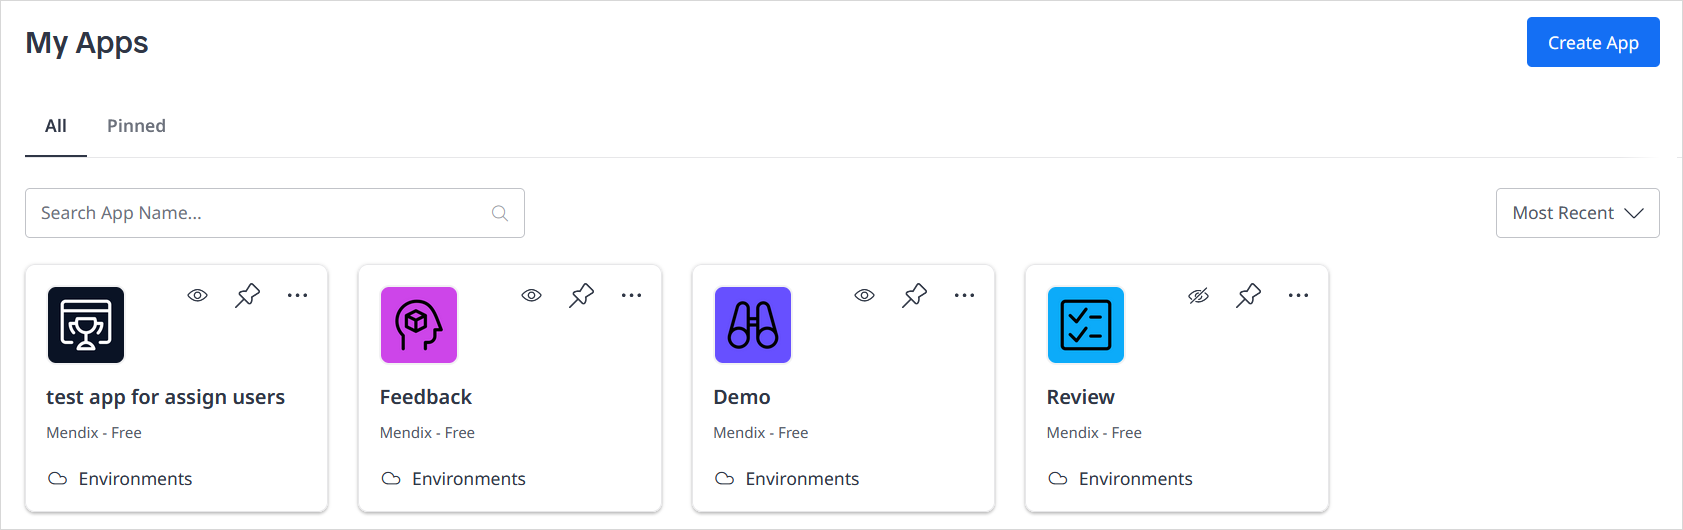 My Apps
Create App
All
Pinned
Search App Name...
Most Recent
test app for assign users
Mendix - Free
Environments
Feedback
Mendix - Free
Environments
Demo
Mendix - Free
Environments
Review
Mendix - Free
Environments